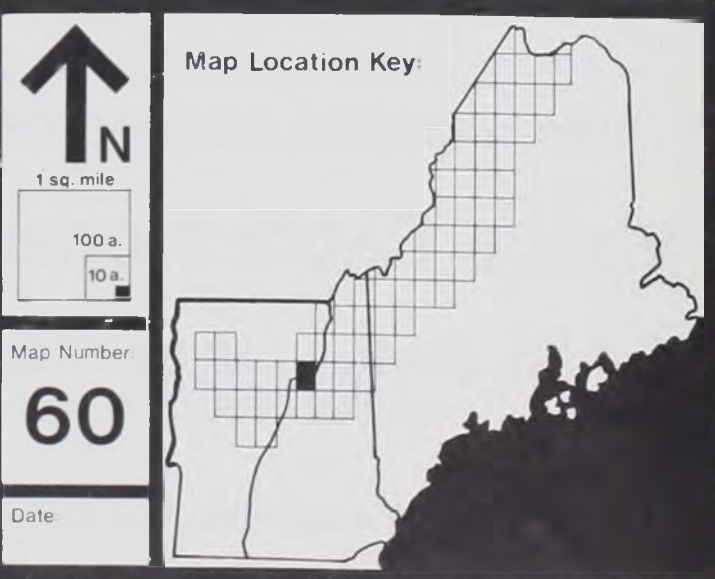 N
1 sq. mile
100 a.
10 a.
Map Number:
60
Date:
Map Location Key: